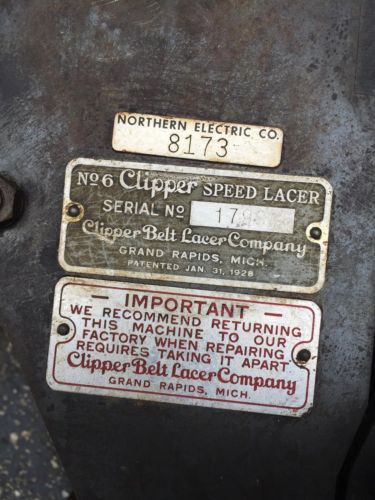 NORTHERN ELECTRIC CO.
8173
No 6 Clipper SPEED LACER
SERIAL No
Clipper Belt Lacer Company
GRAND RAPIDS, MICH.
PATENTED JAN. 31, 1928
— IMPORTANT —
WE RECOMMEND RETURNING
THIS MACHINE TO OUR
FACTORY WHEN REPAIRING
REQUIRES TAKING IT APART
Clipper Belt Lacer Company
GRAND RAPIDS, MICH.